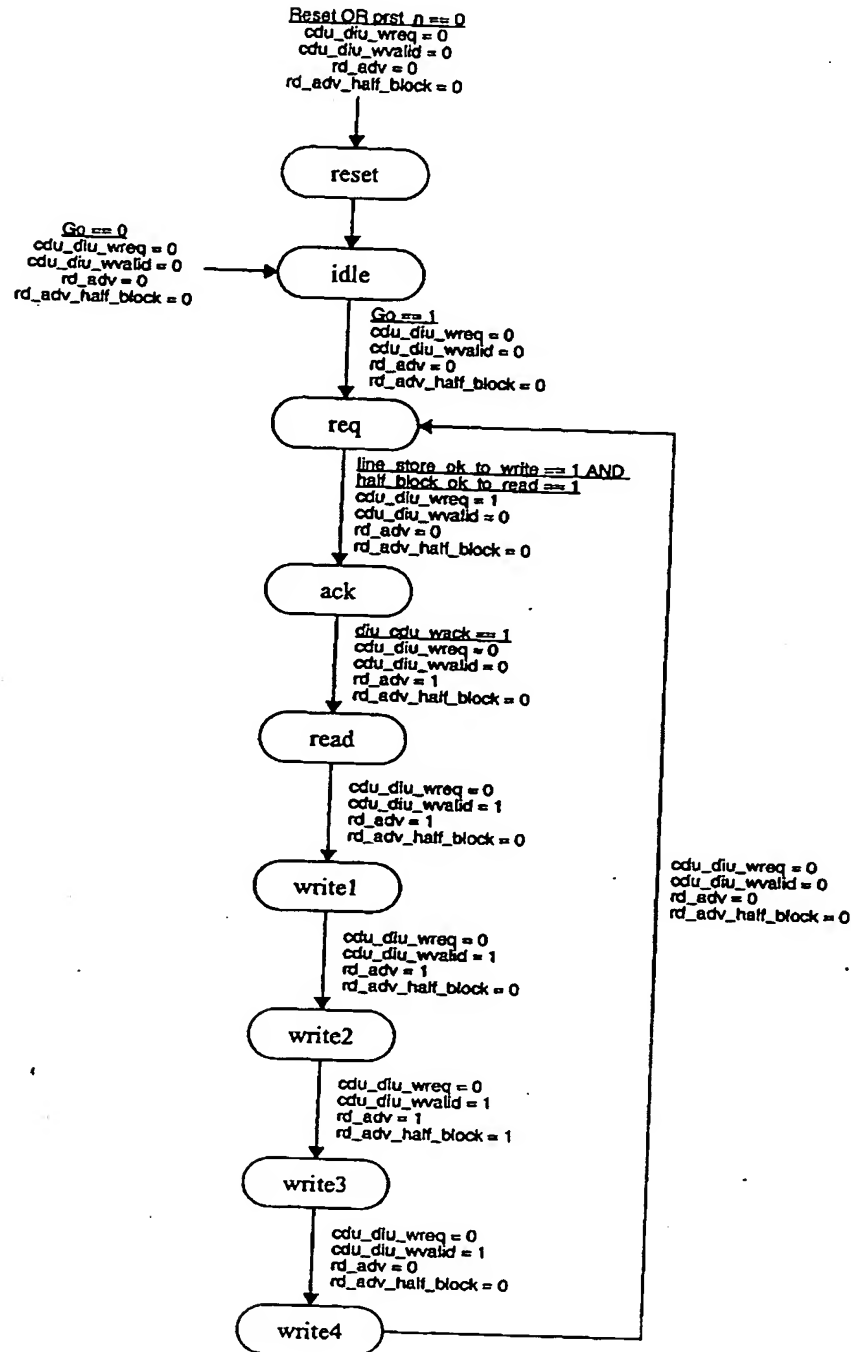 Reset OR prst_n == 0
cdu_diu_wreq = 0
cdu_diu_wvalid = 0
rd_adv = 0
rd_adv_half_block = 0
reset
Go == 0
cdu_diu_wreq = 0
cdu_diu_wvalid = 0
rd_adv = 0
rd_adv_half_block = 0
idle
Go == 1
cdu_diu_wreq = 0
cdu_diu_wvalid = 0
rd_adv = 0
rd_adv_half_block = 0
req
line_store_ok_to_write == 1 AND
half_block_ok_to_read == 1
cdu_diu_wreq = 1
cdu_diu_wvalid = 0
rd_adv = 0
rd_adv_half_block = 0
ack
diu_cdu_wack == 1
cdu_diu_wreq = 0
cdu_diu_wvalid = 0
rd_adv = 1
rd_adv_half_block = 0
read
cdu_diu_wreq = 0
cdu_diu_wvalid = 1
rd_adv = 1
rd_adv_half_block = 0
write1
cdu_diu_wreq = 0
cdu_diu_wvalid = 1
rd_adv = 1
rd_adv_half_block = 0
write2
cdu_diu_wreq = 0
cdu_diu_wvalid = 1
rd_adv = 1
rd_adv_half_block = 1
write3
cdu_diu_wreq = 0
cdu_diu_wvalid = 1
rd_adv = 0
rd_adv_half_block = 0
write4
cdu_diu_wreq = 0
cdu_diu_wvalid = 0
rd_adv = 0
rd_adv_half_block = 0